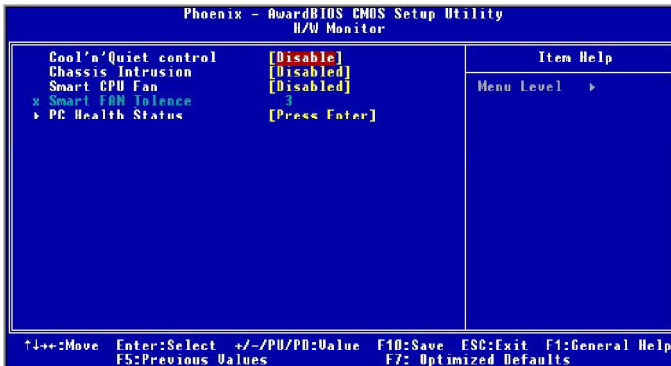 Phoenix - AwardBIOS CMOS Setup Utility
H/W Monitor
Cool'n'Quiet control [Disable]
Chassis Intrusion [Disabled]
Smart CPU Fan [Disabled]
x Smart FAN Tolence 3
▸ PC Health Status [Press Enter]
Item Help
Menu Level ▸
↑↓→←:Move Enter:Select +/-/PU/PD:Value F10:Save ESC:Exit F1:General Help
F5:Previous Values F7: Optimized Defaults